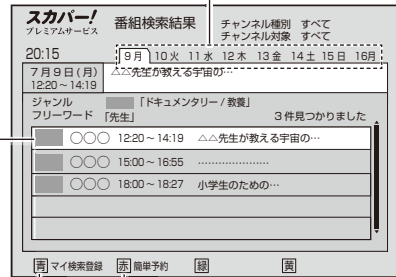 スカパー!
プレミアムサービス
番組検索結果
チャンネル種別 すべて
チャンネル対象 すべて
20:15
9月 10火 11水 12木 13金 14土 15日 16月
7月9日(月)
12:20~14:19
△△先生が教える宇宙の…
ジャンル 「ドキュメンタリー/教養」
フリーワード 「先生」
3件見つかりました
○○○ 12:20~14:19 △△先生が教える宇宙の…
○○○ 15:00~16:55 …………………
○○○ 18:00~18:27 小学生のための…
青 マイ検索登録 赤 簡単予約 緑 黄